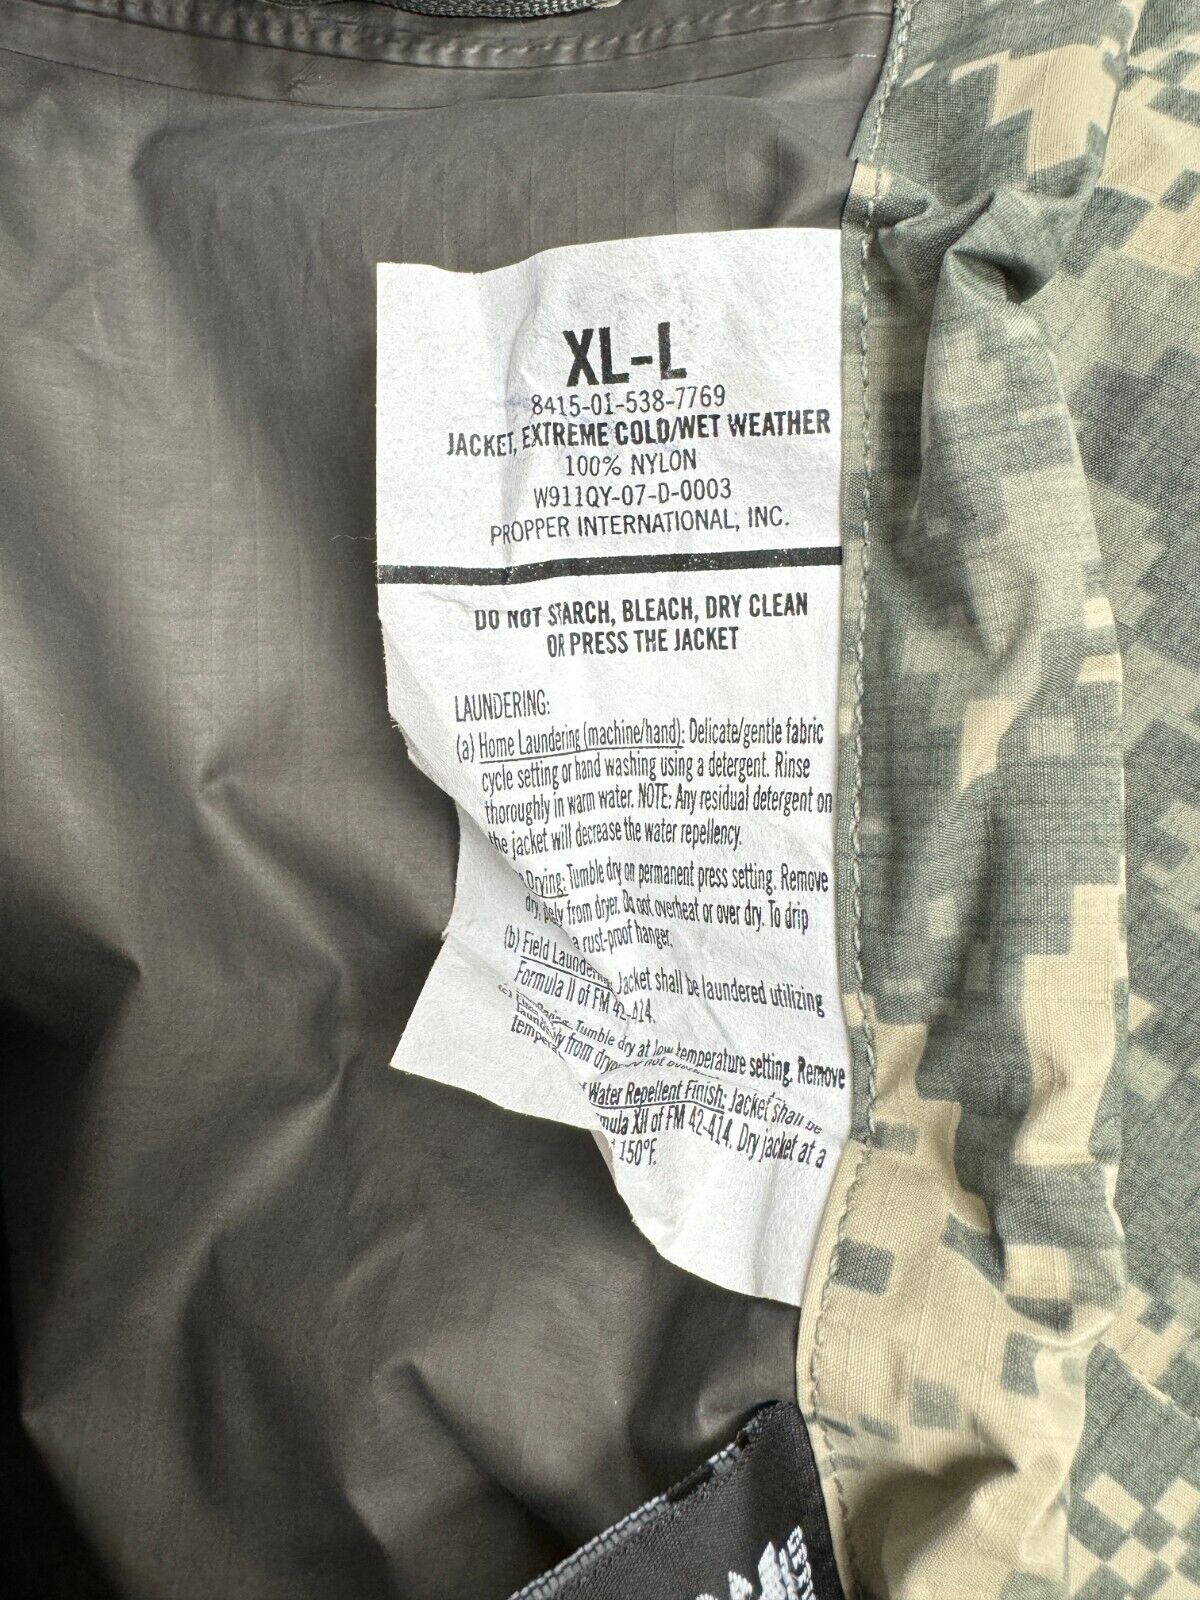 XL-L
8415-01-538-7769
JACKET, EXTREME COLD/WET WEATHER
100% NYLON
W911QY-07-D-0003
PROPPER INTERNATIONAL, INC.
DO NOT STARCH, BLEACH, DRY CLEAN
OR PRESS THE JACKET
LAUNDERING:
(a) Home Laundering (machine/hand): Delicate/gentle fabric
cycle setting or hand washing using a detergent. Rinse
thoroughly in warm water. NOTE: Any residual detergent on
the jacket will decrease the water repellency.
Drying: Tumble dry on permanent press setting. Remove
from dryer. Do not overheat or over dry. To drip
a rust-proof hanger.
(b) Field Laundering: Jacket shall be laundered utilizing
Formula II of FM 42-414.
Tumble dry at low temperature setting. Remove
from
Water Repellent Finish: Jacket shall be
XII of FM 42-414. Dry jacket at a
150°F.